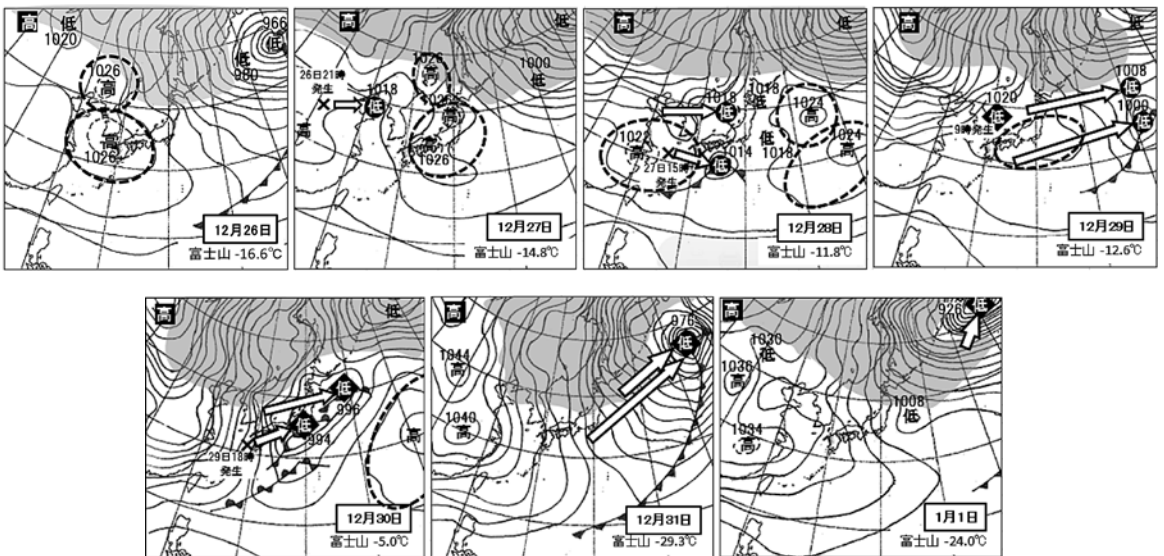 高
低
1020
966
低
低
980
1026
高
高
1026
12月26日
富士山 -16.6℃
26日21時
発生
1018
低
1026
高
1000
低
高
高
高
1026
12月27日
富士山 -14.8℃
高
低
1018
低
1018
低
1024
高
1022
高
低
1018
1024
高
1014
低
27日15時
発生
12月28日
富士山 -11.8℃
高
低
1008
低
1020
低
9時発生
1000
低
12月29日
富士山 -12.6℃
高
低
低
996
低
994
29日18時
発生
高
12月30日
富士山 -5.0℃
高
976
低
1044
高
1040
高
12月31日
富士山 -29.3℃
高
926
低
1030
低
1036
高
1008
低
1034
高
1月1日
富士山 -24.0℃